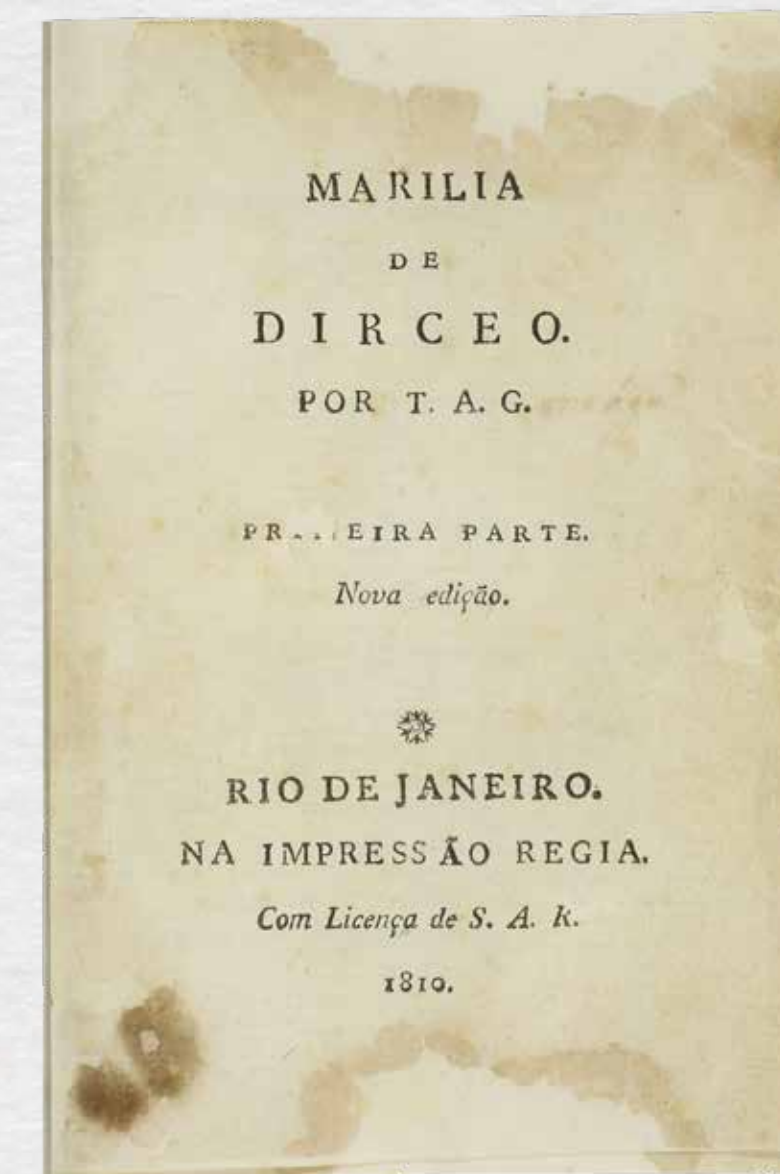 MARILIA
DE
DIRCEO.
POR T. A. G.
PARTE.
Nova edição.
RIO DE JANEIRO.
NA IMPRESSÃO REGIA.
Com Licença de S. A. R.
1810.